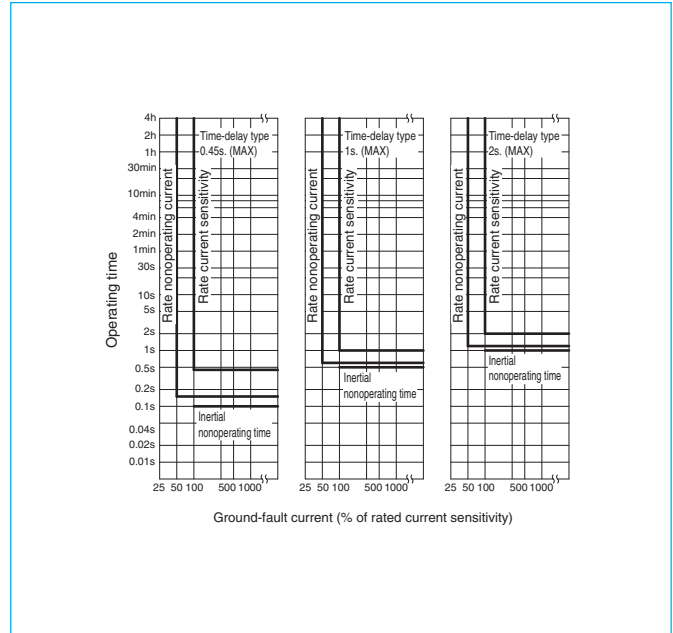 4h
2h
1h
30min
10min
4min
2min
1min
30s
10s
5s
2s
1s
0.5s
0.2s
0.1s
0.04s
0.02s
0.01s
Operating time
Rate nonoperating current
Rate current sensitivity
Time-delay type
0.45s. (MAX)
Inertial
nonoperating time
25 50 100 500 1000
Rate nonoperating current
Rate current sensitivity
Time-delay type
1s. (MAX)
Inertial
nonoperating time
25 50 100 500 1000
Rate nonoperating current
Rate current sensitivity
Time-delay type
2s. (MAX)
Inertial
nonoperating time
25 50 100 500 1000
Ground-fault current (% of rated current sensitivity)